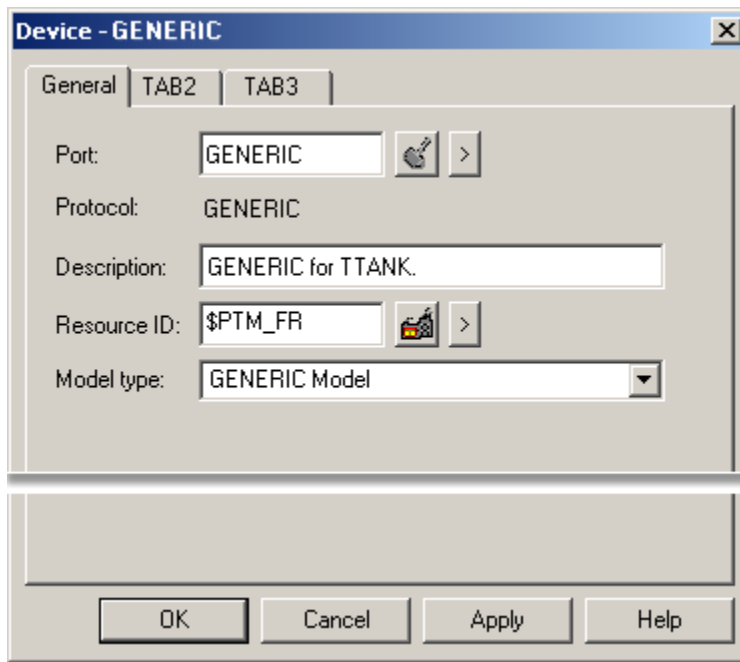 Device - GENERIC
General TAB2 TAB3
Port: GENERIC >
Protocol: GENERIC
Description: GENERIC for TTANK.
Resource ID: $PTM_FR >
Model type: GENERIC Model
OK Cancel Apply Help